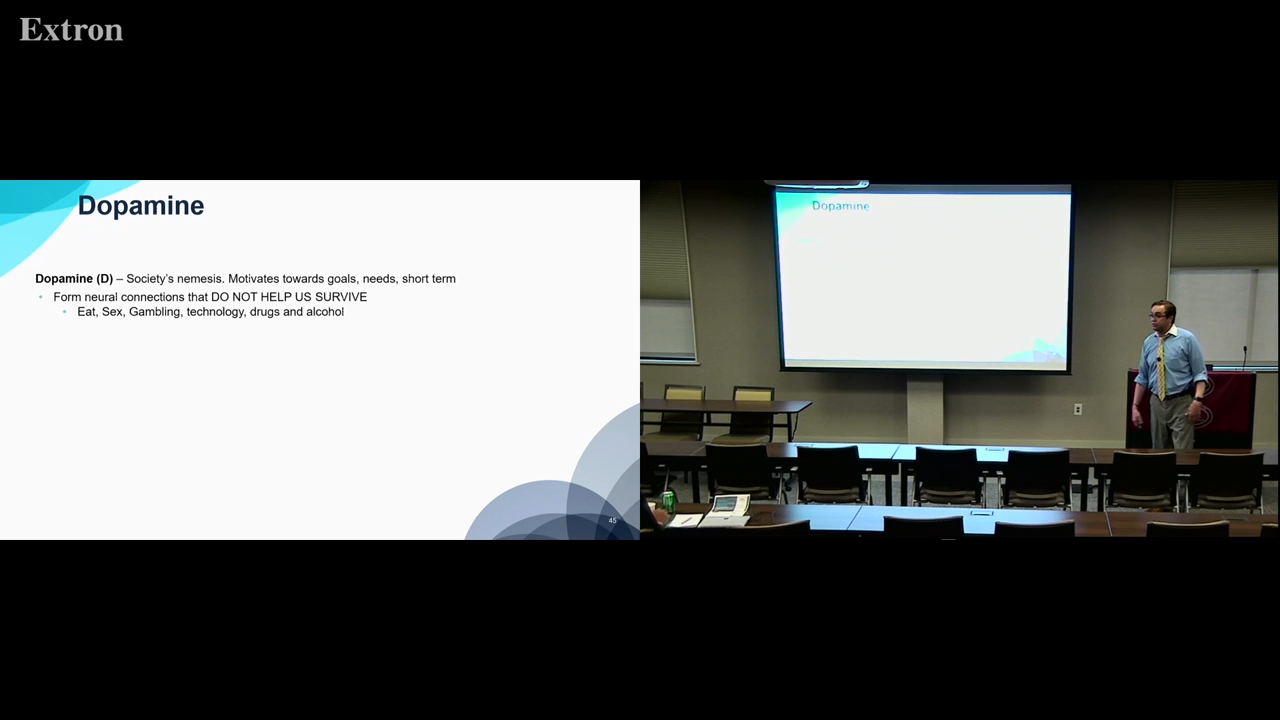 Extron
Dopamine
Dopamine (D) – Society's nemesis. Motivates towards goals, needs, short term
• Form neural connections that DO NOT HELP US SURVIVE
• Eat, Sex, Gambling, technology, drugs and alcohol
45
Dopamine